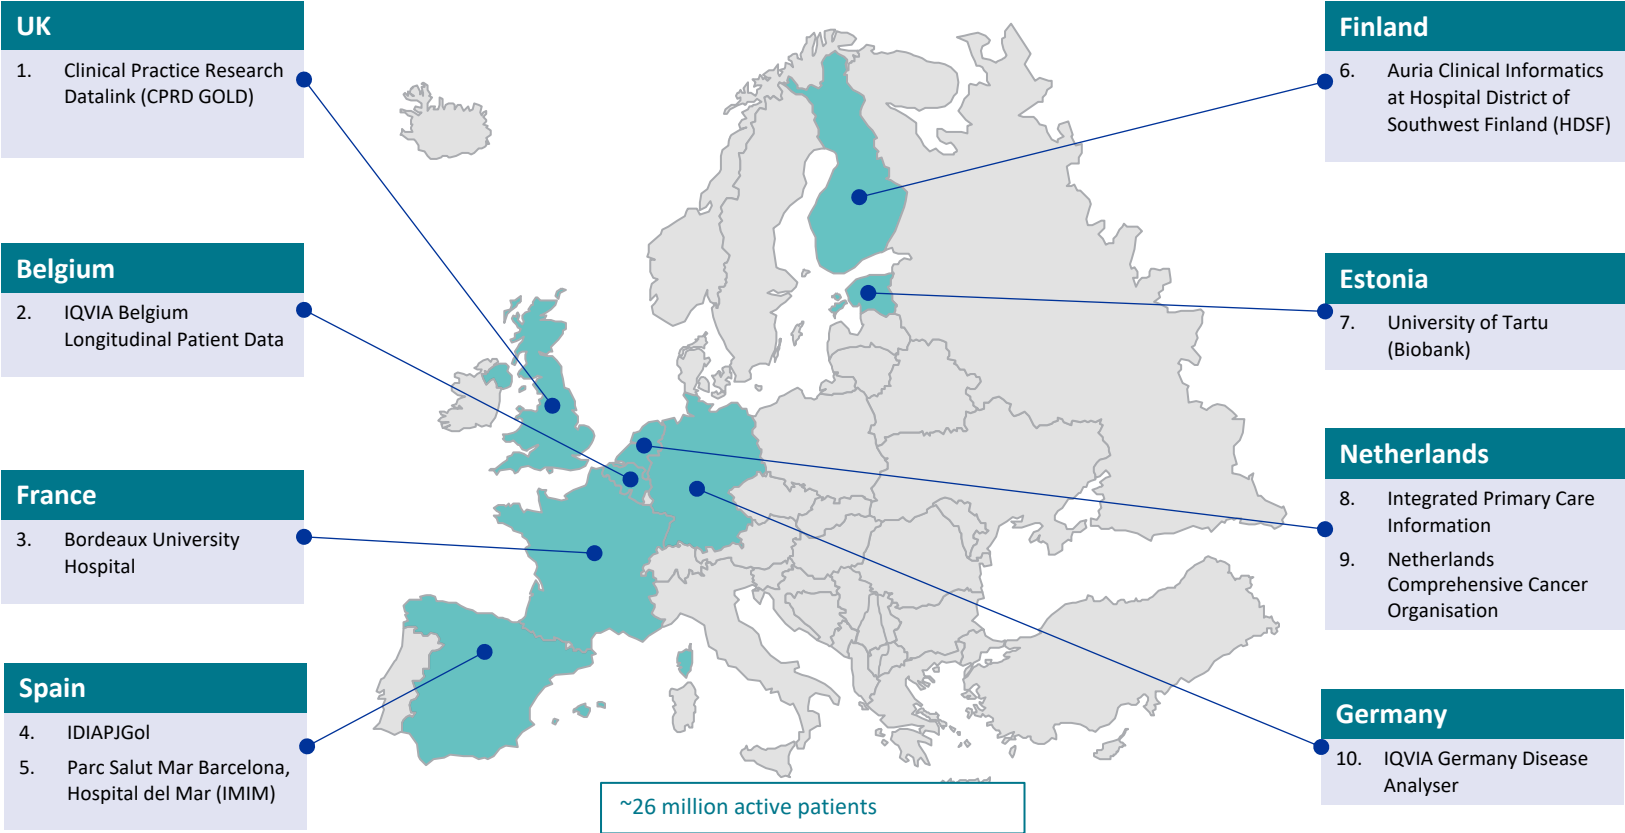 UK
1. Clinical Practice Research
Datalink (CPRD GOLD)
Belgium
2. IQVIA Belgium
Longitudinal Patient Data
France
3. Bordeaux University
Hospital
Spain
4. IDIAPJGol
5. Parc Salut Mar Barcelona,
Hospital del Mar (IMIM)
Finland
6. Auria Clinical Informatics
at Hospital District of
Southwest Finland (HDSF)
Estonia
7. University of Tartu
(Biobank)
Netherlands
8. Integrated Primary Care
Information
9. Netherlands
Comprehensive Cancer
Organisation
Germany
10. IQVIA Germany Disease
Analyser
~26 million active patients